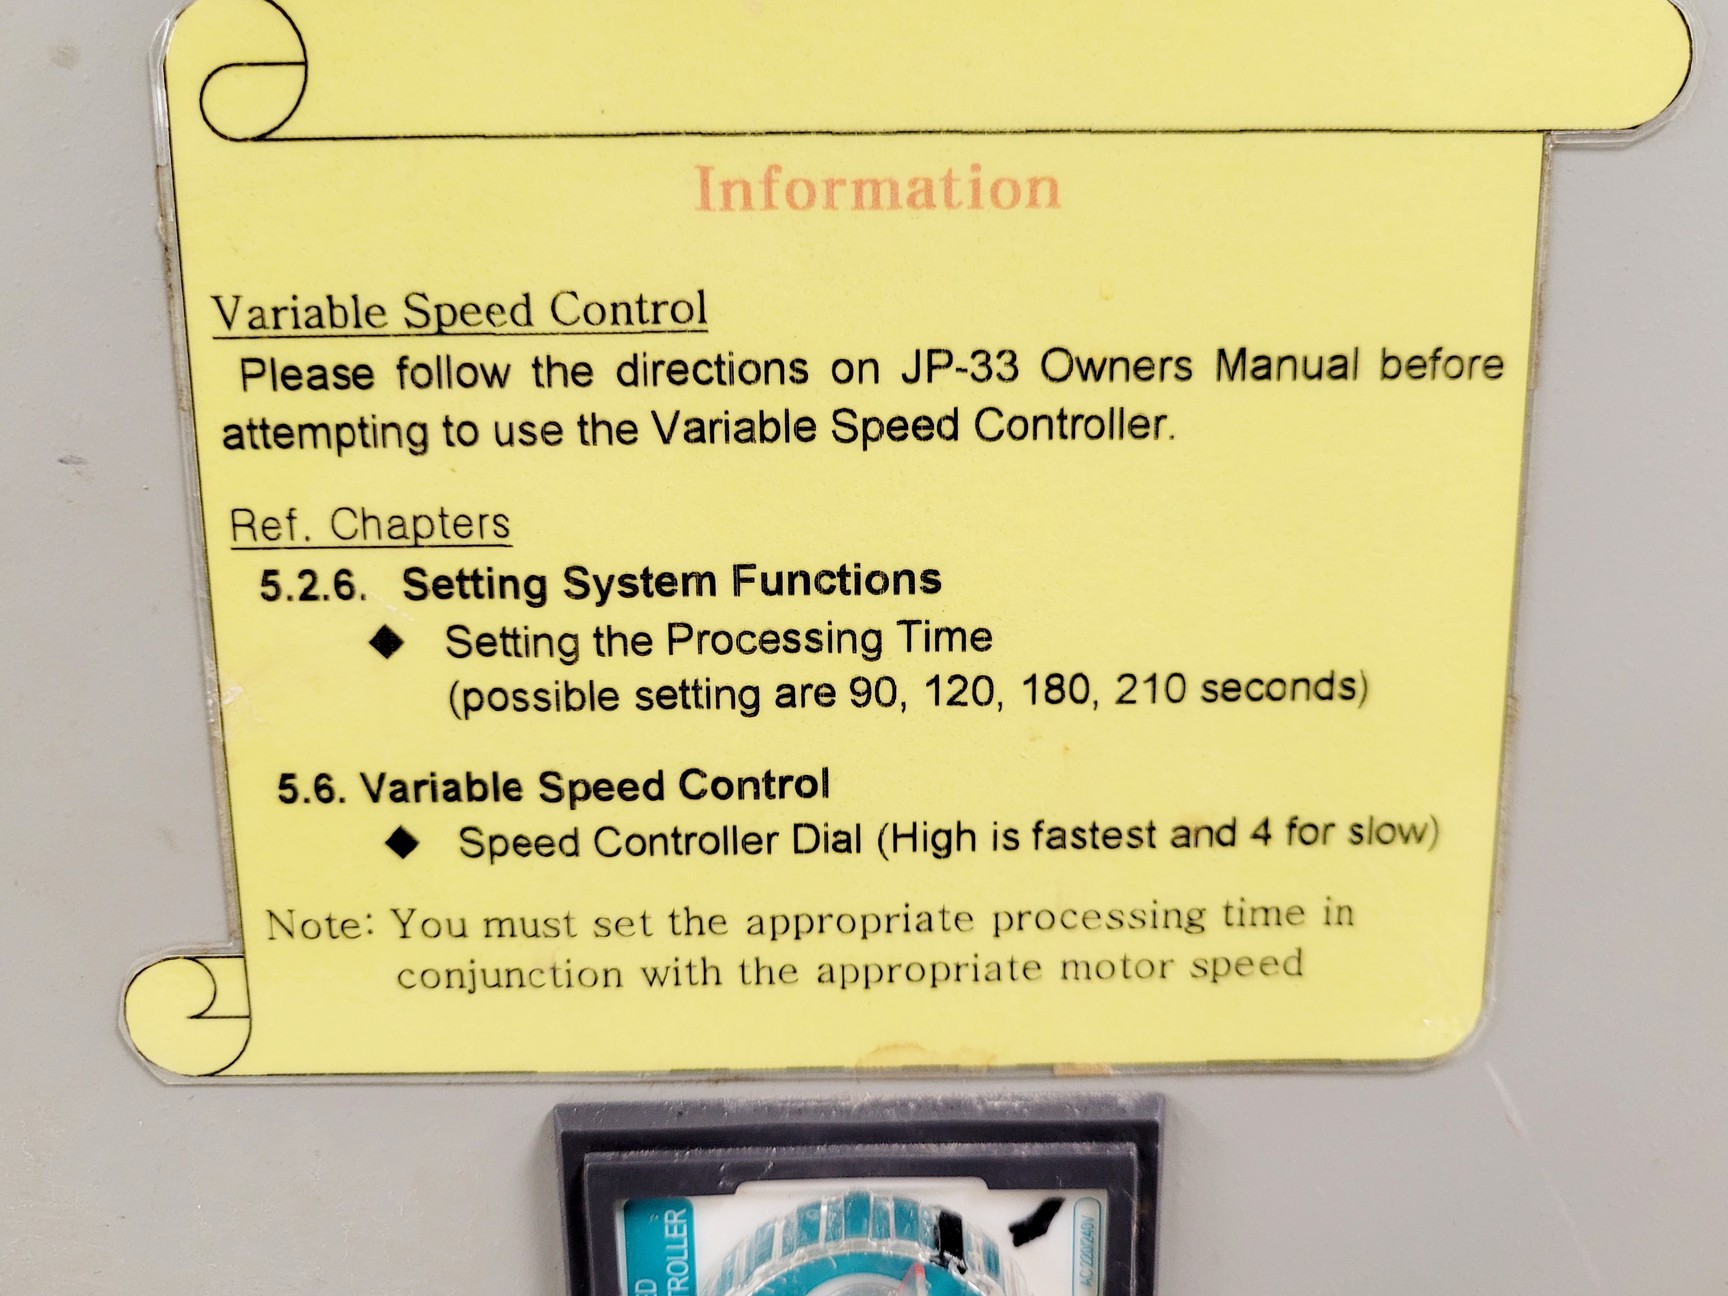 Information
Variable Speed Control
Please follow the directions on JP-33 Owners Manual before
attempting to use the Variable Speed Controller.
Ref. Chapters
5.2.6. Setting System Functions
◆ Setting the Processing Time
(possible setting are 90, 120, 180, 210 seconds)
5.6. Variable Speed Control
◆ Speed Controller Dial (High is fastest and 4 for slow)
Note: You must set the appropriate processing time in
conjunction with the appropriate motor speed
AC220/240V